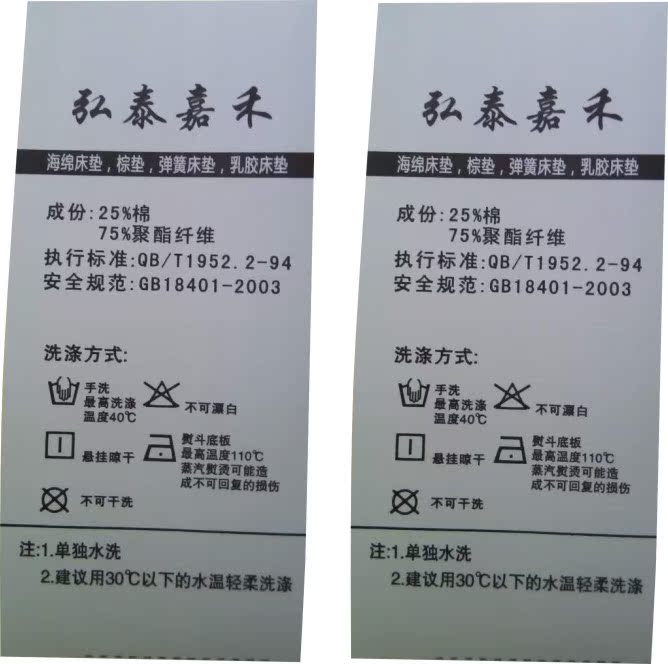 弘泰嘉禾
海绵床垫，棕垫，弹簧床垫，乳胶床垫
成份:25%棉
75%聚酯纤维
执行标准:QB/T1952.2-94
安全规范:GB18401-2003
洗涤方式:
手洗
最高洗涤
温度40℃
不可漂白
悬挂晾干
熨斗底板
最高温度110℃
蒸汽熨烫可能造
成不可回复的损伤
不可干洗
注:1.单独水洗
2.建议用30℃以下的水温轻柔洗涤
弘泰嘉禾
海绵床垫，棕垫，弹簧床垫，乳胶床垫
成份:25%棉
75%聚酯纤维
执行标准:QB/T1952.2-94
安全规范:GB18401-2003
洗涤方式:
手洗
最高洗涤
温度40℃
不可漂白
悬挂晾干
熨斗底板
最高温度110℃
蒸汽熨烫可能造
成不可回复的损伤
不可干洗
注:1.单独水洗
2.建议用30℃以下的水温轻柔洗涤